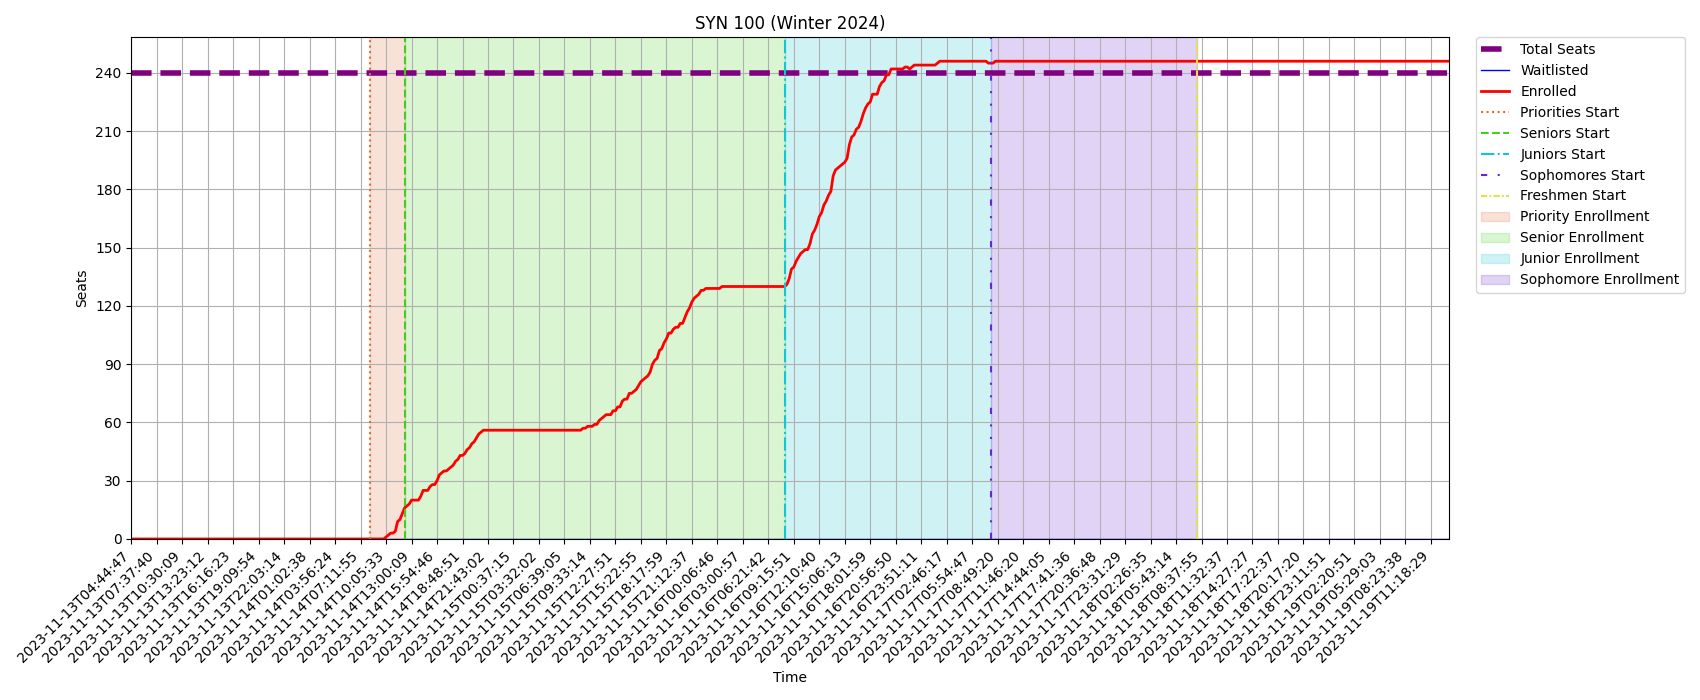 SYN 100 (Winter 2024)
Total Seats
Waitlisted
Enrolled
Priorities Start
Seniors Start
Juniors Start
Sophomores Start
Freshmen Start
Priority Enrollment
Senior Enrollment
Junior Enrollment
Sophomore Enrollment
Seats
240
210
180
150
120
90
60
30
0
2023-11-13T04:44:47
2023-11-13T07:37:40
2023-11-13T10:30:09
2023-11-13T13:23:12
2023-11-13T16:16:23
2023-11-13T19:09:54
2023-11-13T22:03:14
2023-11-14T01:02:38
2023-11-14T03:56:24
2023-11-14T07:11:55
2023-11-14T10:05:33
2023-11-14T13:00:09
2023-11-14T15:54:46
2023-11-14T18:48:51
2023-11-14T21:43:02
2023-11-15T00:37:15
2023-11-15T03:32:02
2023-11-15T06:39:05
2023-11-15T09:33:14
2023-11-15T12:27:51
2023-11-15T15:22:55
2023-11-15T18:17:59
2023-11-15T21:12:37
2023-11-16T00:06:46
2023-11-16T03:00:57
2023-11-16T06:21:42
2023-11-16T09:15:51
2023-11-16T12:10:40
2023-11-16T15:06:13
2023-11-16T18:01:59
2023-11-16T20:56:50
2023-11-16T23:51:11
2023-11-17T02:46:17
2023-11-17T05:54:47
2023-11-17T08:49:20
2023-11-17T11:46:20
2023-11-17T14:44:05
2023-11-17T17:41:36
2023-11-17T20:36:48
2023-11-17T23:31:29
2023-11-18T02:26:35
2023-11-18T05:43:14
2023-11-18T08:37:55
2023-11-18T11:32:37
2023-11-18T14:27:27
2023-11-18T17:22:37
2023-11-18T20:17:20
2023-11-18T23:11:51
2023-11-19T02:20:51
2023-11-19T05:29:03
2023-11-19T08:23:38
2023-11-19T11:18:29
Time